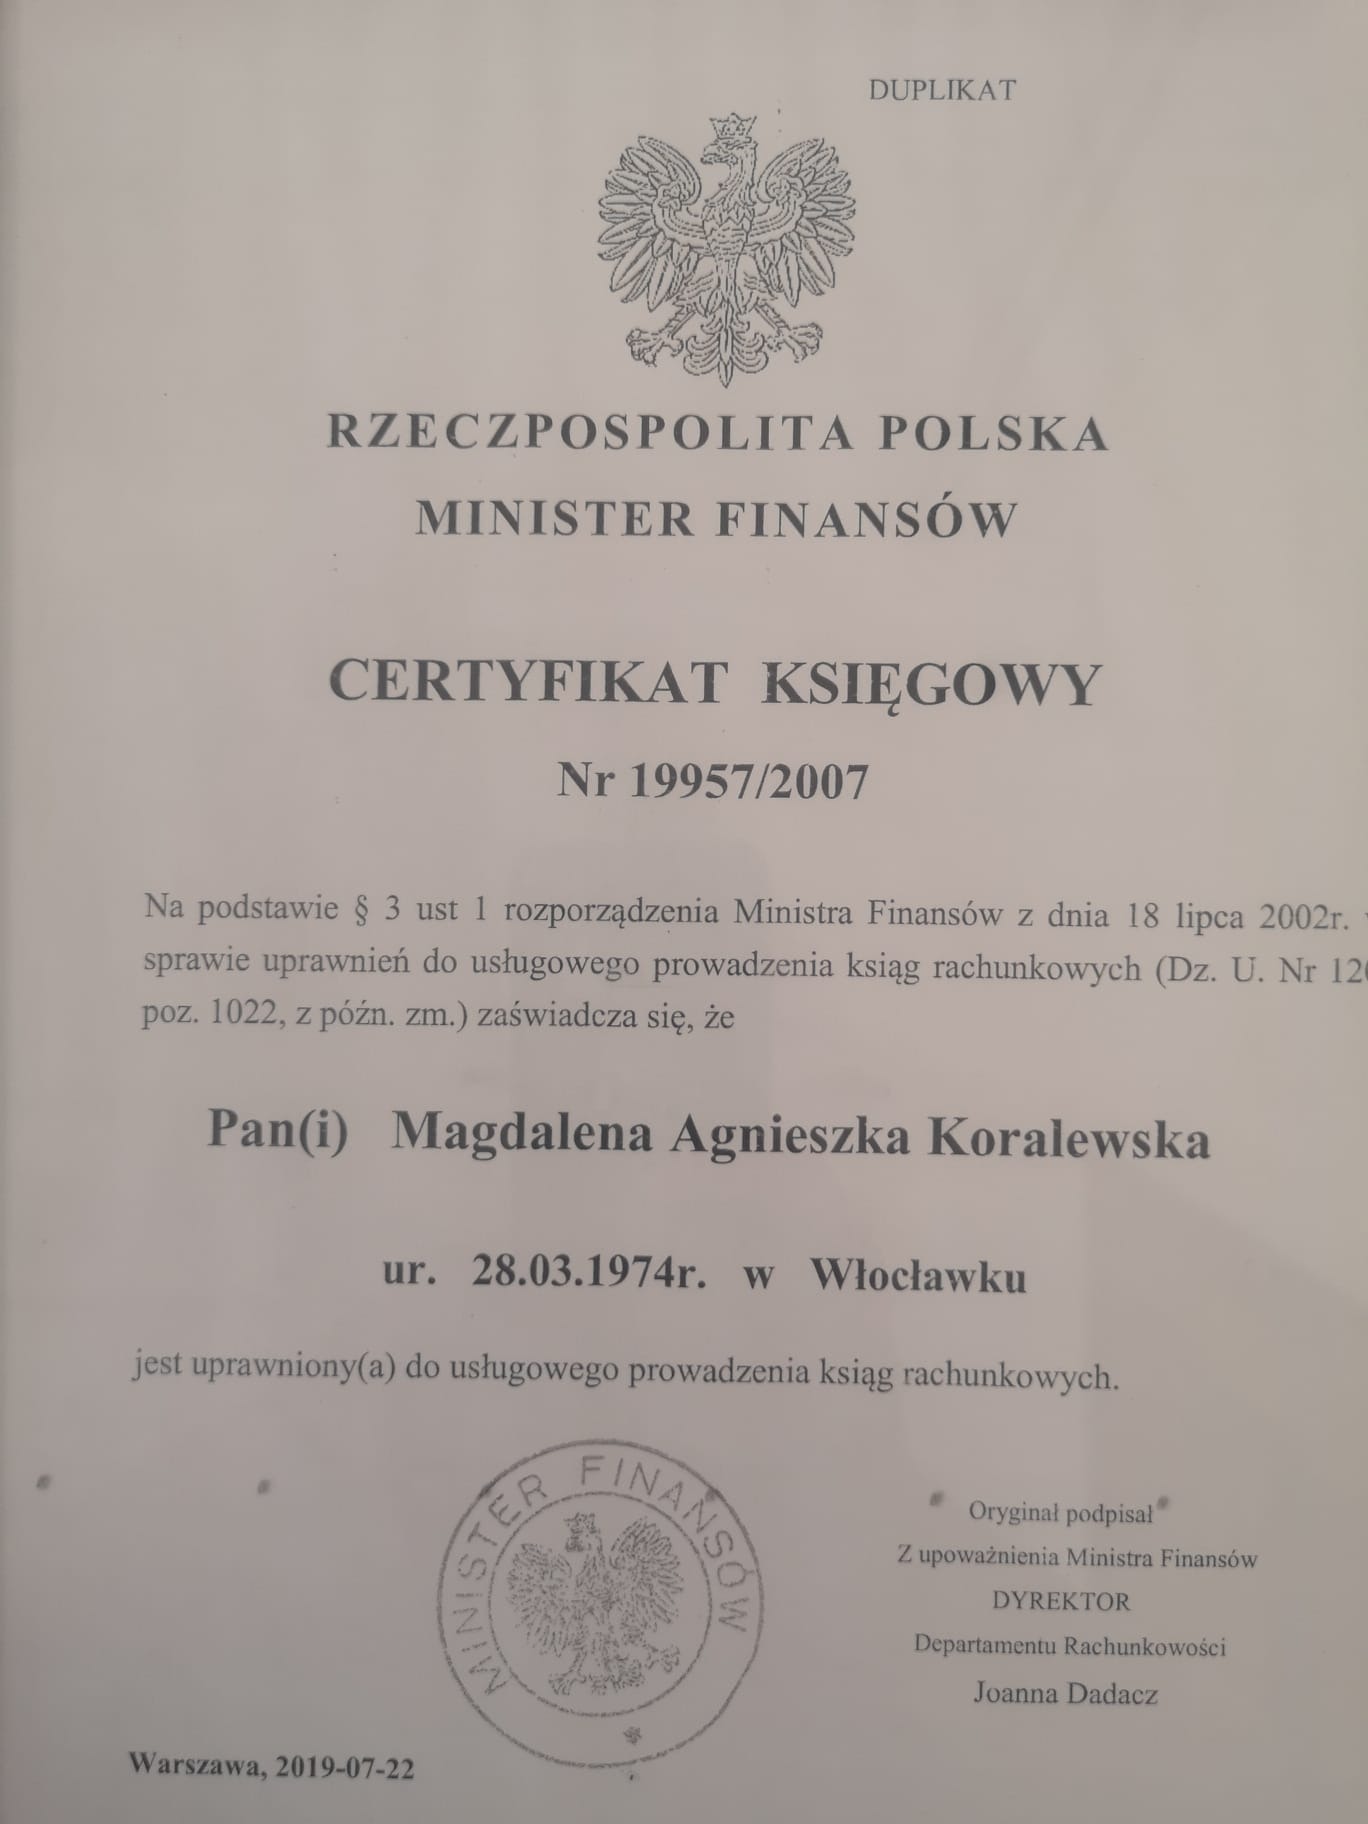 DUPLIKAT
RZECZPOSPOLITA POLSKA
MINISTER FINANSÓW
CERTYFIKAT KSIĘGOWY
Nr 19957/2007
Na podstawie § 3 ust 1 rozporządzenia Ministra Finansów z dnia 18 lipca 2002r.
sprawie uprawnień do usługowego prowadzenia ksiąg rachunkowych (Dz. U. Nr
poz. 1022, z późn. zm.) zaświadcza się, że
Pan(i) Magdalena Agnieszka Koralewska
ur. 28.03.1974r. w Włocławku
jest uprawniony(a) do usługowego prowadzenia ksiąg rachunkowych.
MINISTER FINANSÓW
Oryginał podpisał
Z upoważnienia Ministra Finansów
DYREKTOR
Departamentu Rachunkowości
Joanna Dadacz
Warszawa, 2019-07-22